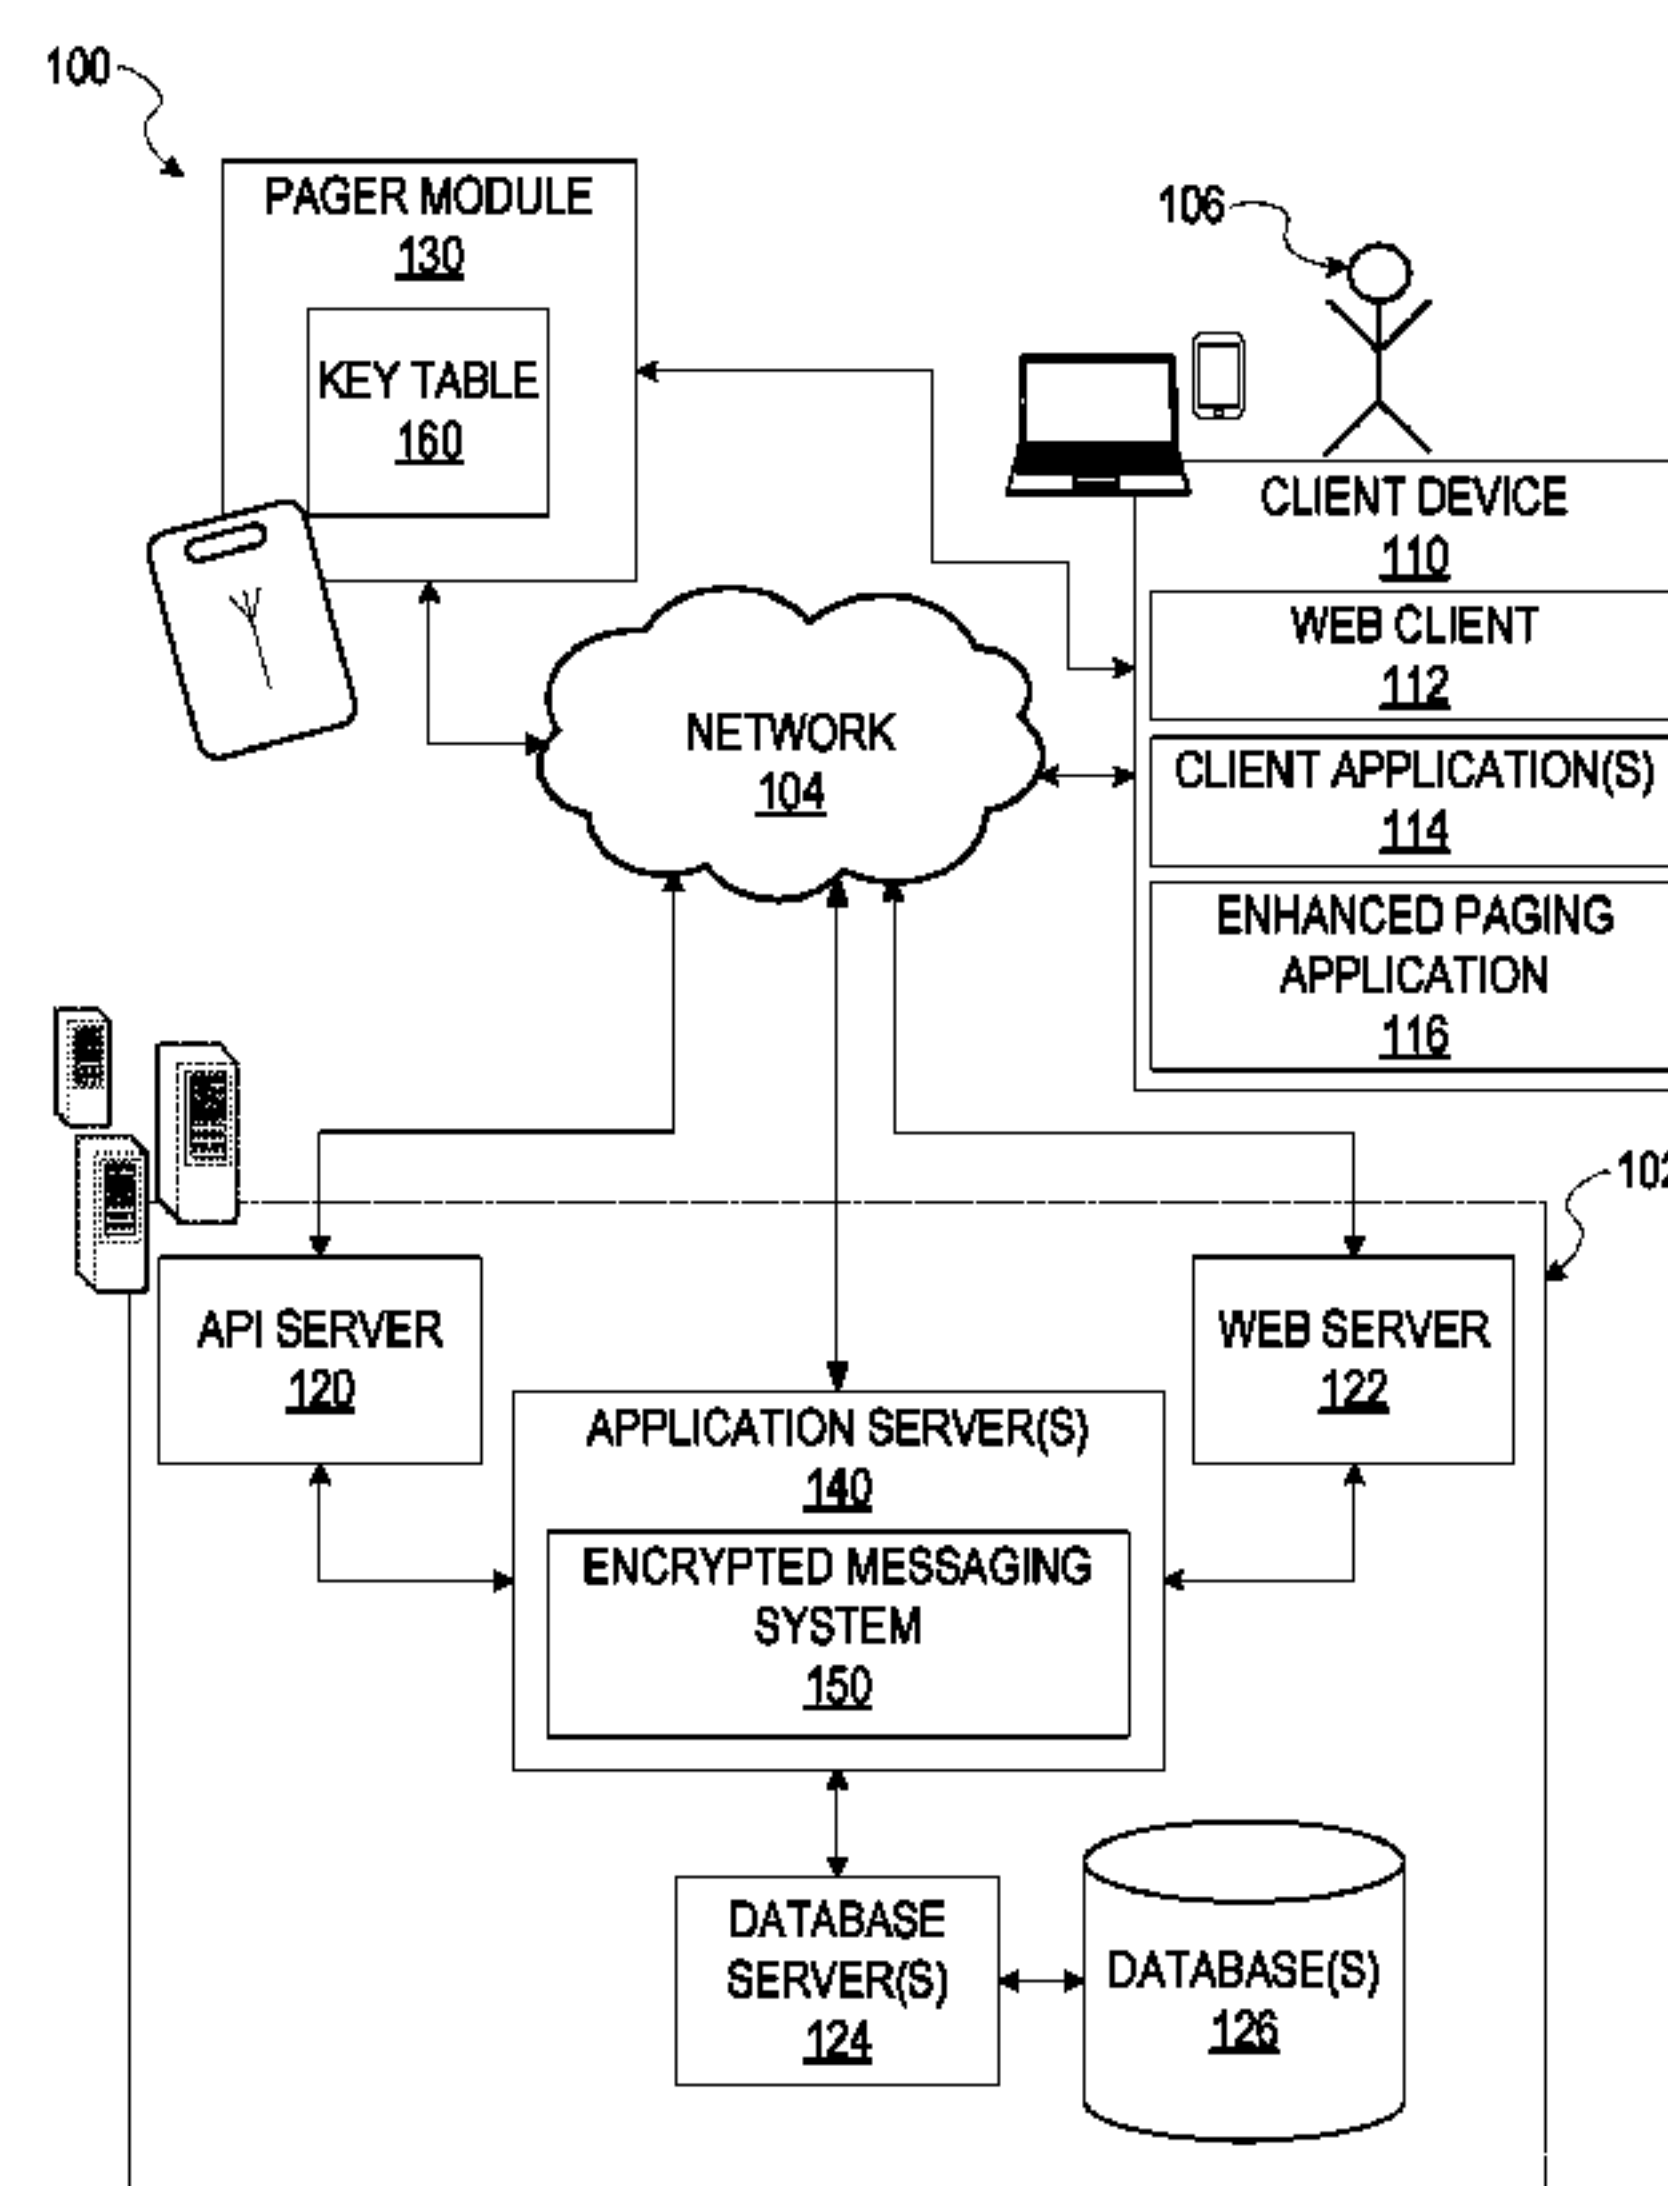 100
PAGER MODULE
130
KEY TABLE
160
106
CLIENT DEVICE
110
WEB CLIENT
112
CLIENT APPLICATION(S)
114
ENHANCED PAGING
APPLICATION
116
NETWORK
104
102
API SERVER
120
WEB SERVER
122
APPLICATION SERVER(S)
140
ENCRYPTED MESSAGING
SYSTEM
150
DATABASE
SERVER(S)
124
DATABASE(S)
126